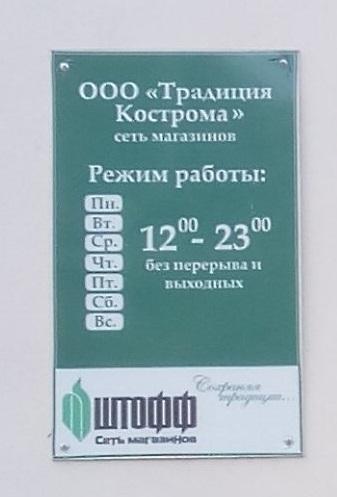 ООО «Традиция
Кострома»
сеть магазинов
Режим работы:
Пн.
Вт.
Ср.
Чт.
Пт.
Сб.
Вс.
12⁰⁰ - 23⁰⁰
без перерыва и
выходных
Сохраняя
традиции...
ШТОФФ
Сеть магазинов